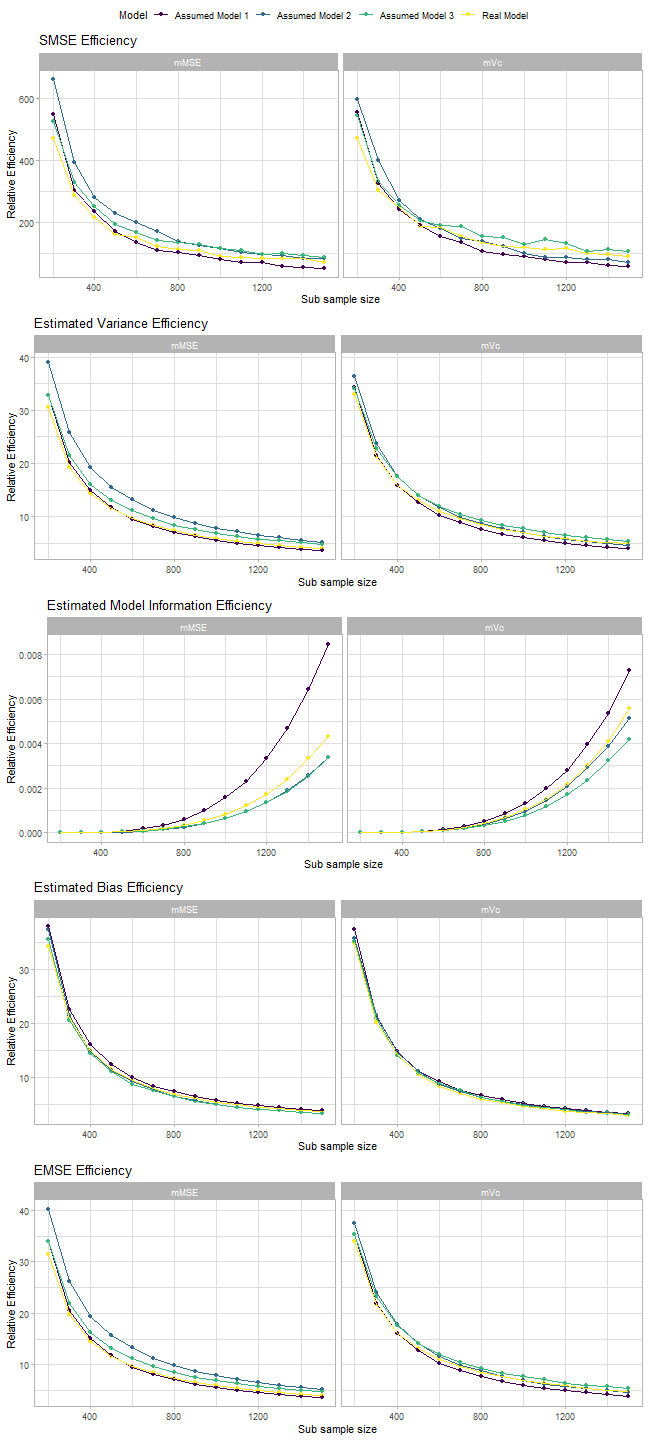 Model Assumed Model 1 Assumed Model 2 Assumed Model 3 Real Model
SMSE Efficiency
mMSE mVc
Relative Efficiency
600
400
200
400 800 1200 400 800 1200
Sub sample size
Estimated Variance Efficiency
mMSE mVc
Relative Efficiency
40
30
20
10
400 800 1200 400 800 1200
Sub sample size
Estimated Model Information Efficiency
mMSE mVc
Relative Efficiency
0.008
0.006
0.004
0.002
0.000
400 800 1200 400 800 1200
Sub sample size
Estimated Bias Efficiency
mMSE mVc
Relative Efficiency
30
20
10
400 800 1200 400 800 1200
Sub sample size
EMSE Efficiency
mMSE mVc
Relative Efficiency
40
30
20
10
400 800 1200 400 800 1200
Sub sample size